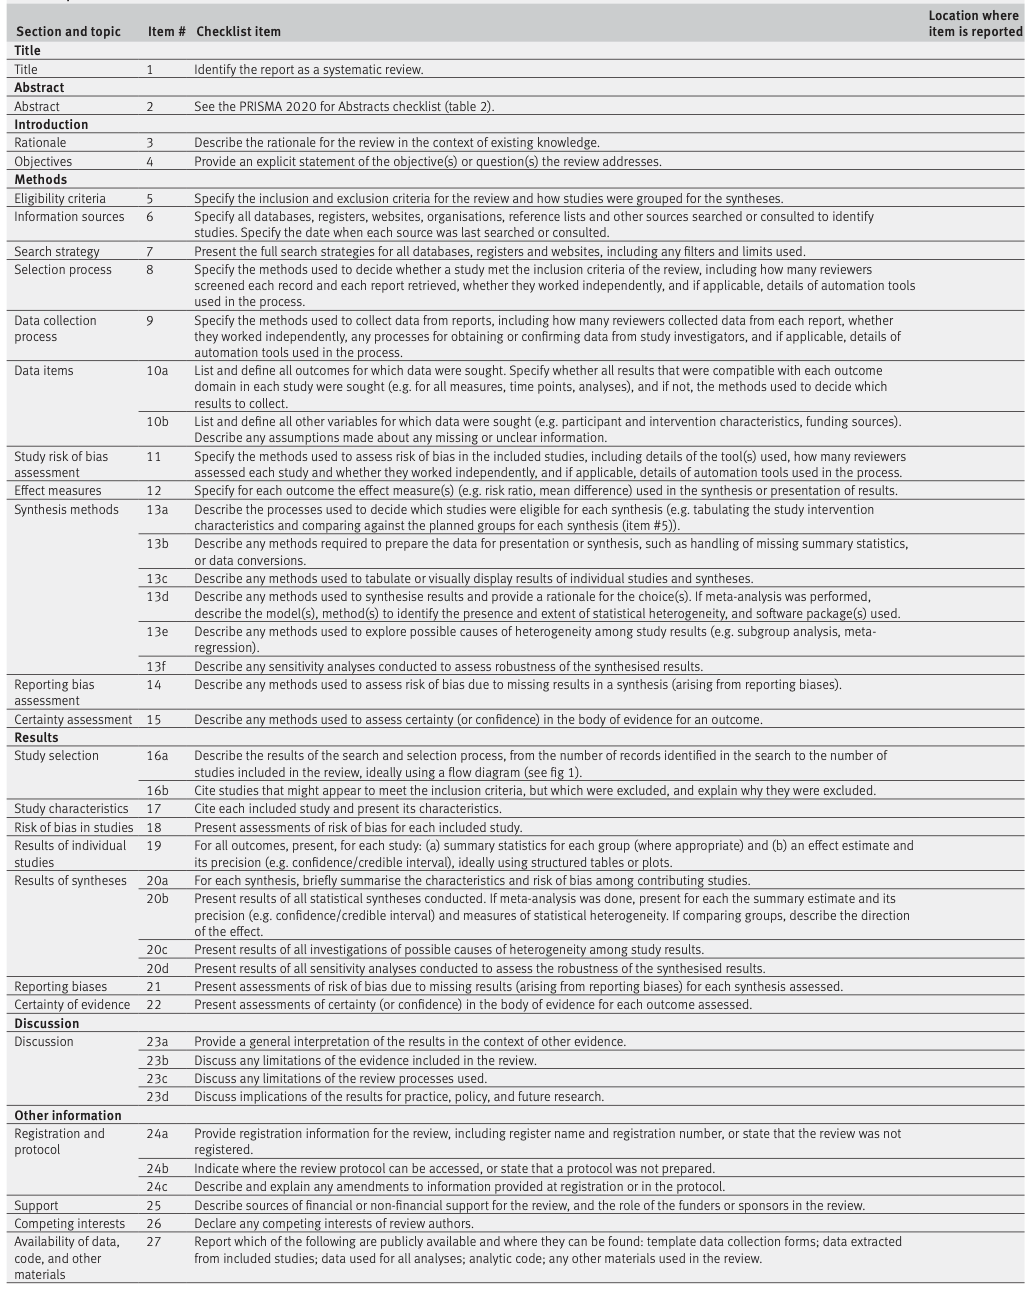 Section and topic Item # Checklist item Location where item is reported
Title
Title 1 Identify the report as a systematic review.
Abstract
Abstract 2 See the PRISMA 2020 for Abstracts checklist (table 2).
Introduction
Rationale 3 Describe the rationale for the review in the context of existing knowledge.
Objectives 4 Provide an explicit statement of the objective(s) or question(s) the review addresses.
Methods
Eligibility criteria 5 Specify the inclusion and exclusion criteria for the review and how studies were grouped for the syntheses.
Information sources 6 Specify all databases, registers, websites, organisations, reference lists and other sources searched or consulted to identify
studies. Specify the date when each source was last searched or consulted.
Search strategy 7 Present the full search strategies for all databases, registers and websites, including any filters and limits used.
Selection process 8 Specify the methods used to decide whether a study met the inclusion criteria of the review, including how many reviewers
screened each record and each report retrieved, whether they worked independently, and if applicable, details of automation tools
used in the process.
Data collection 9 Specify the methods used to collect data from reports, including how many reviewers collected data from each report, whether
process they worked independently, any processes for obtaining or confirming data from study investigators, and if applicable, details of
automation tools used in the process.
Data items 10a List and define all outcomes for which data were sought. Specify whether all results that were compatible with each outcome
domain in each study were sought (e.g. for all measures, time points, analyses), and if not, the methods used to decide which
results to collect.
10b List and define all other variables for which data were sought (e.g. participant and intervention characteristics, funding sources).
Describe any assumptions made about any missing or unclear information.
Study risk of bias 11 Specify the methods used to assess risk of bias in the included studies, including details of the tool(s) used, how many reviewers
assessment assessed each study and whether they worked independently, and if applicable, details of automation tools used in the process.
Effect measures 12 Specify for each outcome the effect measure(s) (e.g. risk ratio, mean difference) used in the synthesis or presentation of results.
Synthesis methods 13a Describe the processes used to decide which studies were eligible for each synthesis (e.g. tabulating the study intervention
characteristics and comparing against the planned groups for each synthesis (item #5)).
13b Describe any methods required to prepare the data for presentation or synthesis, such as handling of missing summary statistics,
or data conversions.
13c Describe any methods used to tabulate or visually display results of individual studies and syntheses.
13d Describe any methods used to synthesise results and provide a rationale for the choice(s). If meta-analysis was performed,
describe the model(s), method(s) to identify the presence and extent of statistical heterogeneity, and software package(s) used.
13e Describe any methods used to explore possible causes of heterogeneity among study results (e.g. subgroup analysis, meta-
regression).
13f Describe any sensitivity analyses conducted to assess robustness of the synthesised results.
Reporting bias 14 Describe any methods used to assess risk of bias due to missing results in a synthesis (arising from reporting biases).
assessment
Certainty assessment 15 Describe any methods used to assess certainty (or confidence) in the body of evidence for an outcome.
Results
Study selection 16a Describe the results of the search and selection process, from the number of records identified in the search to the number of
studies included in the review, ideally using a flow diagram (see fig 1).
16b Cite studies that might appear to meet the inclusion criteria, but which were excluded, and explain why they were excluded.
Study characteristics 17 Cite each included study and present its characteristics.
Risk of bias in studies 18 Present assessments of risk of bias for each included study.
Results of individual 19 For all outcomes, present, for each study: (a) summary statistics for each group (where appropriate) and (b) an effect estimate and
studies its precision (e.g. confidence/credible interval), ideally using structured tables or plots.
Results of syntheses 20a For each synthesis, briefly summarise the characteristics and risk of bias among contributing studies.
20b Present results of all statistical syntheses conducted. If meta-analysis was done, present for each the summary estimate and its
precision (e.g. confidence/credible interval) and measures of statistical heterogeneity. If comparing groups, describe the direction
of the effect.
20c Present results of all investigations of possible causes of heterogeneity among study results.
20d Present results of all sensitivity analyses conducted to assess the robustness of the synthesised results.
Reporting biases 21 Present assessments of risk of bias due to missing results (arising from reporting biases) for each synthesis assessed.
Certainty of evidence 22 Present assessments of certainty (or confidence) in the body of evidence for each outcome assessed.
Discussion
Discussion 23a Provide a general interpretation of the results in the context of other evidence.
23b Discuss any limitations of the evidence included in the review.
23c Discuss any limitations of the review processes used.
23d Discuss implications of the results for practice, policy, and future research.
Other information
Registration and 24a Provide registration information for the review, including register name and registration number, or state that the review was not
protocol registered.
24b Indicate where the review protocol can be accessed, or state that a protocol was not prepared.
24c Describe and explain any amendments to information provided at registration or in the protocol.
Support 25 Describe sources of financial or non-financial support for the review, and the role of the funders or sponsors in the review.
Competing interests 26 Declare any competing interests of review authors.
Availability of data, 27 Report which of the following are publicly available and where they can be found: template data collection forms; data extracted
code, and other from included studies; data used for all analyses; analytic code; any other materials used in the review.
materials